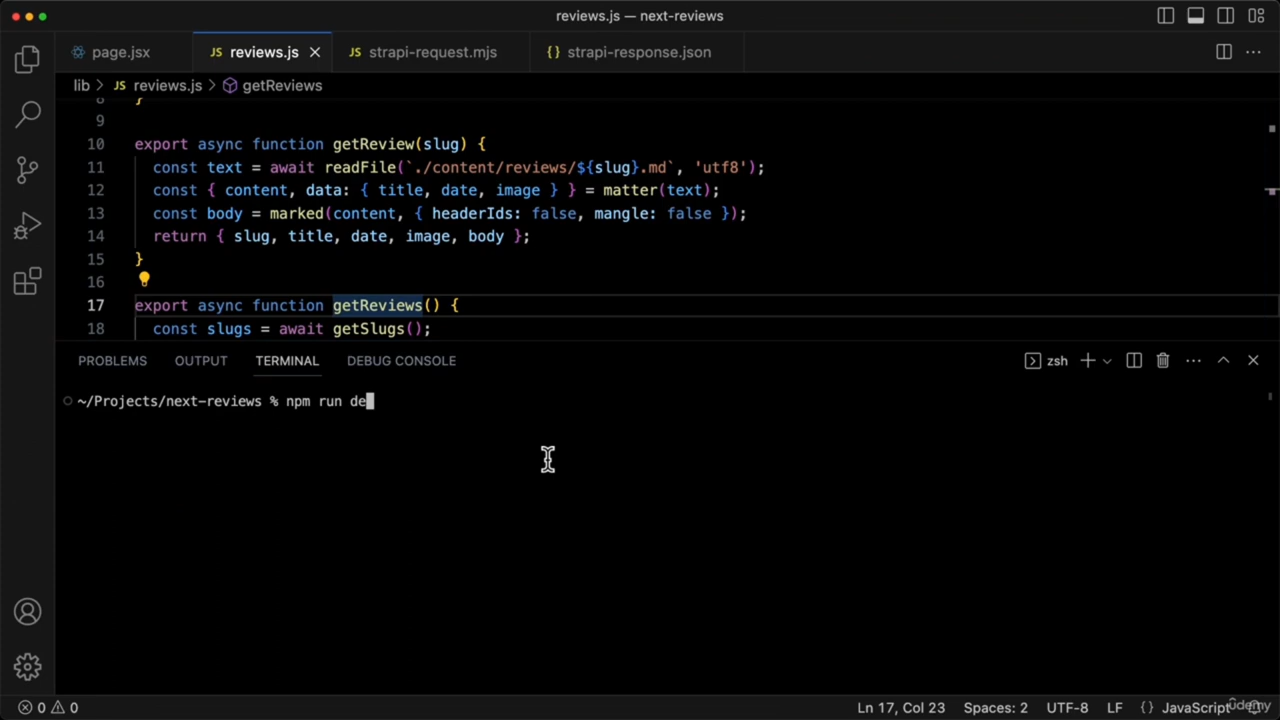 reviews.js — next-reviews
page.jsx JS reviews.js JS strapi-request.mjs {} strapi-response.json
lib > JS reviews.js > getReviews
8 }
9
10 export async function getReview(slug) {
11 const text = await readFile(`./content/reviews/${slug}.md`, 'utf8');
12 const { content, data: { title, date, image } } = matter(text);
13 const body = marked(content, { headerIds: false, mangle: false });
14 return { slug, title, date, image, body };
15 }
16
17 export async function getReviews() {
18 const slugs = await getSlugs();
PROBLEMS OUTPUT TERMINAL DEBUG CONSOLE zsh
~/Projects/next-reviews % npm run de
0 0 Ln 17, Col 23 Spaces: 2 UTF-8 LF {} JavaScript
ûdemy